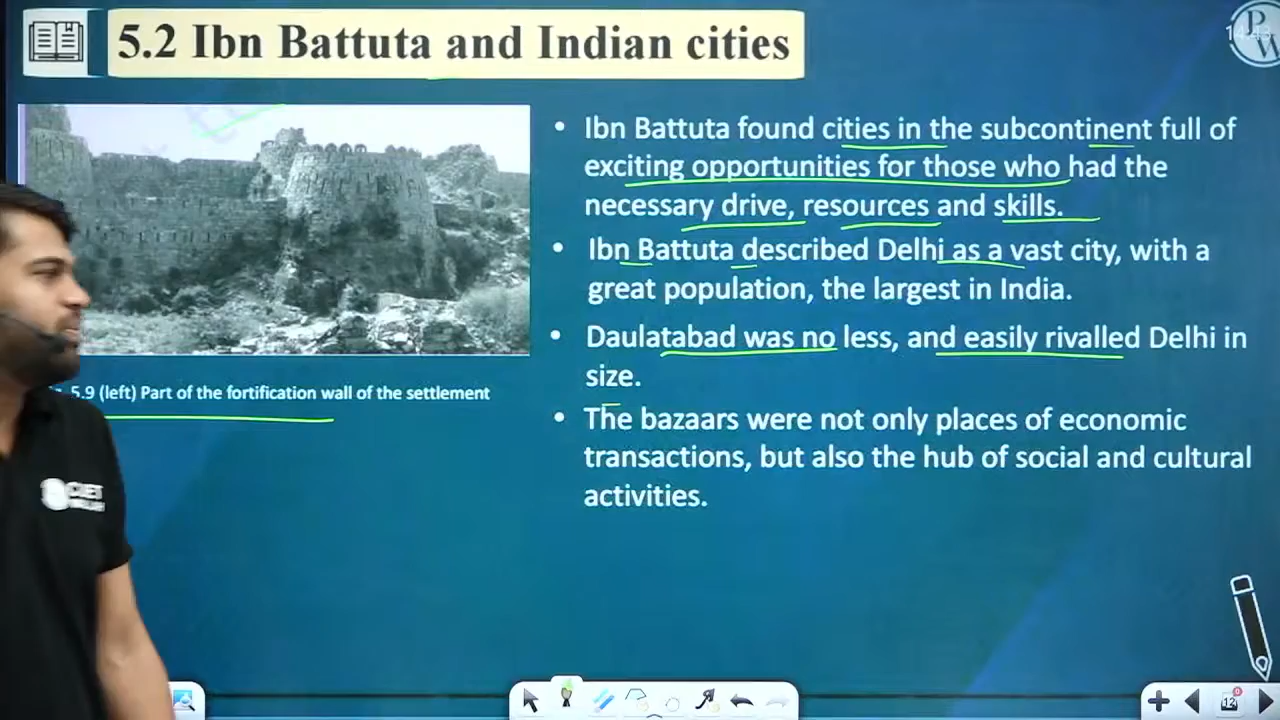 5.2 Ibn Battuta and Indian cities
PW
• Ibn Battuta found cities in the subcontinent full of
exciting opportunities for those who had the
necessary drive, resources and skills.
• Ibn Battuta described Delhi as a vast city, with a
great population, the largest in India.
• Daulatabad was no less, and easily rivalled Delhi in
size.
• The bazaars were not only places of economic
transactions, but also the hub of social and cultural
activities.
5.9 (left) Part of the fortification wall of the settlement
CUET